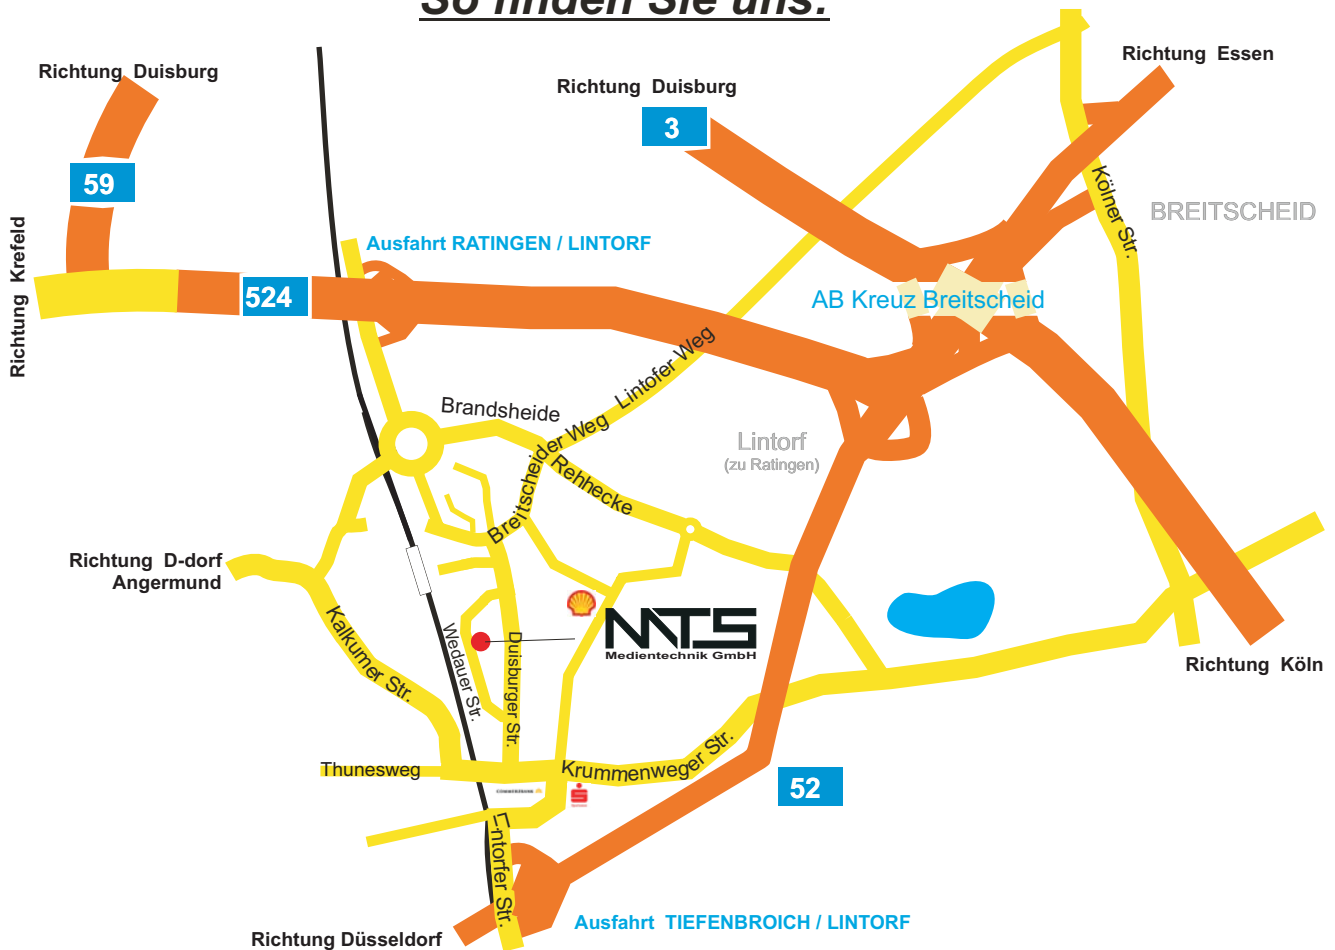 So finden Sie uns:
Richtung Duisburg
Richtung Duisburg
Richtung Essen
3
59
Kölner Str.
BREITSCHEID
Richtung Krefeld
Ausfahrt RATINGEN / LINTORF
524
AB Kreuz Breitscheid
Lintofer Weg
Brandsheide
Breitscheider Weg
Rehhecke
Lintorf
(zu Ratingen)
Richtung D-dorf
Angermund
Kalkumer Str.
Wedauer Str.
Duisburger Str.
MTS
Medientechnik GmbH
Richtung Köln
Thunesweg
Krummenweger Str.
52
Lintorfer Str.
Ausfahrt TIEFENBROICH / LINTORF
Richtung Düsseldorf